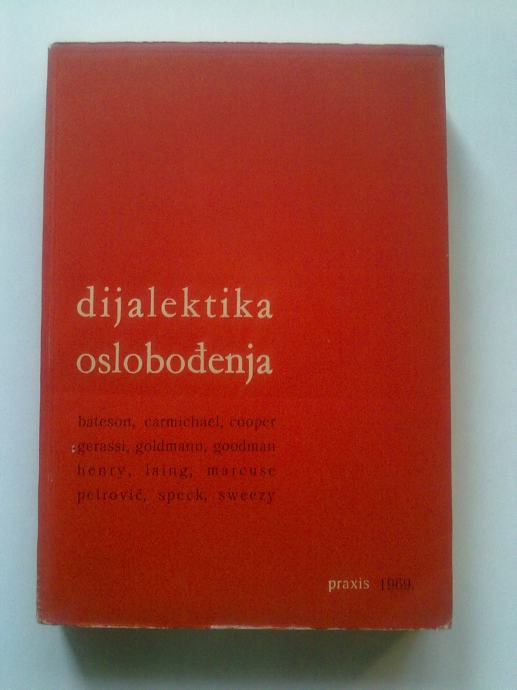 dijalektika
oslobođenja
bateson, carmichael, cooper
gerassi, goldmann, goodman
henry, laing, marcuse
petrović, speck, sweezy
praxis 1969.